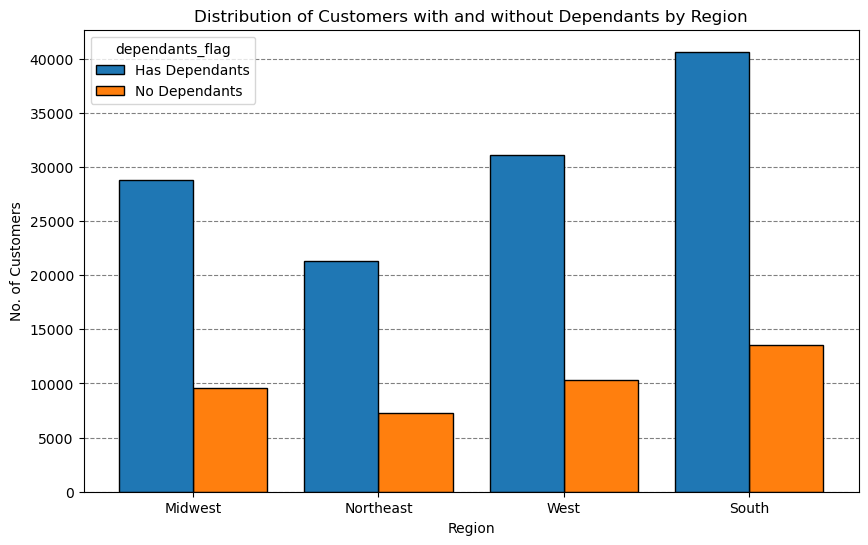 Distribution of Customers with and without Dependants by Region
dependants_flag
Has Dependants
No Dependants
No. of Customers
40000
35000
30000
25000
20000
15000
10000
5000
0
Midwest
Northeast
West
South
Region